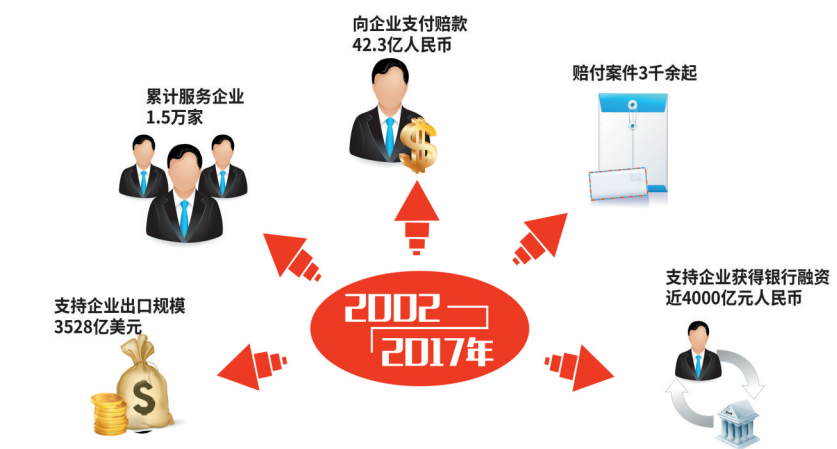 向企业支付赔款
42.3亿人民币
赔付案件3千余起
累计服务企业
1.5万家
支持企业获得银行融资
近4000亿元人民币
支持企业出口规模
3528亿美元
2002—
2017年